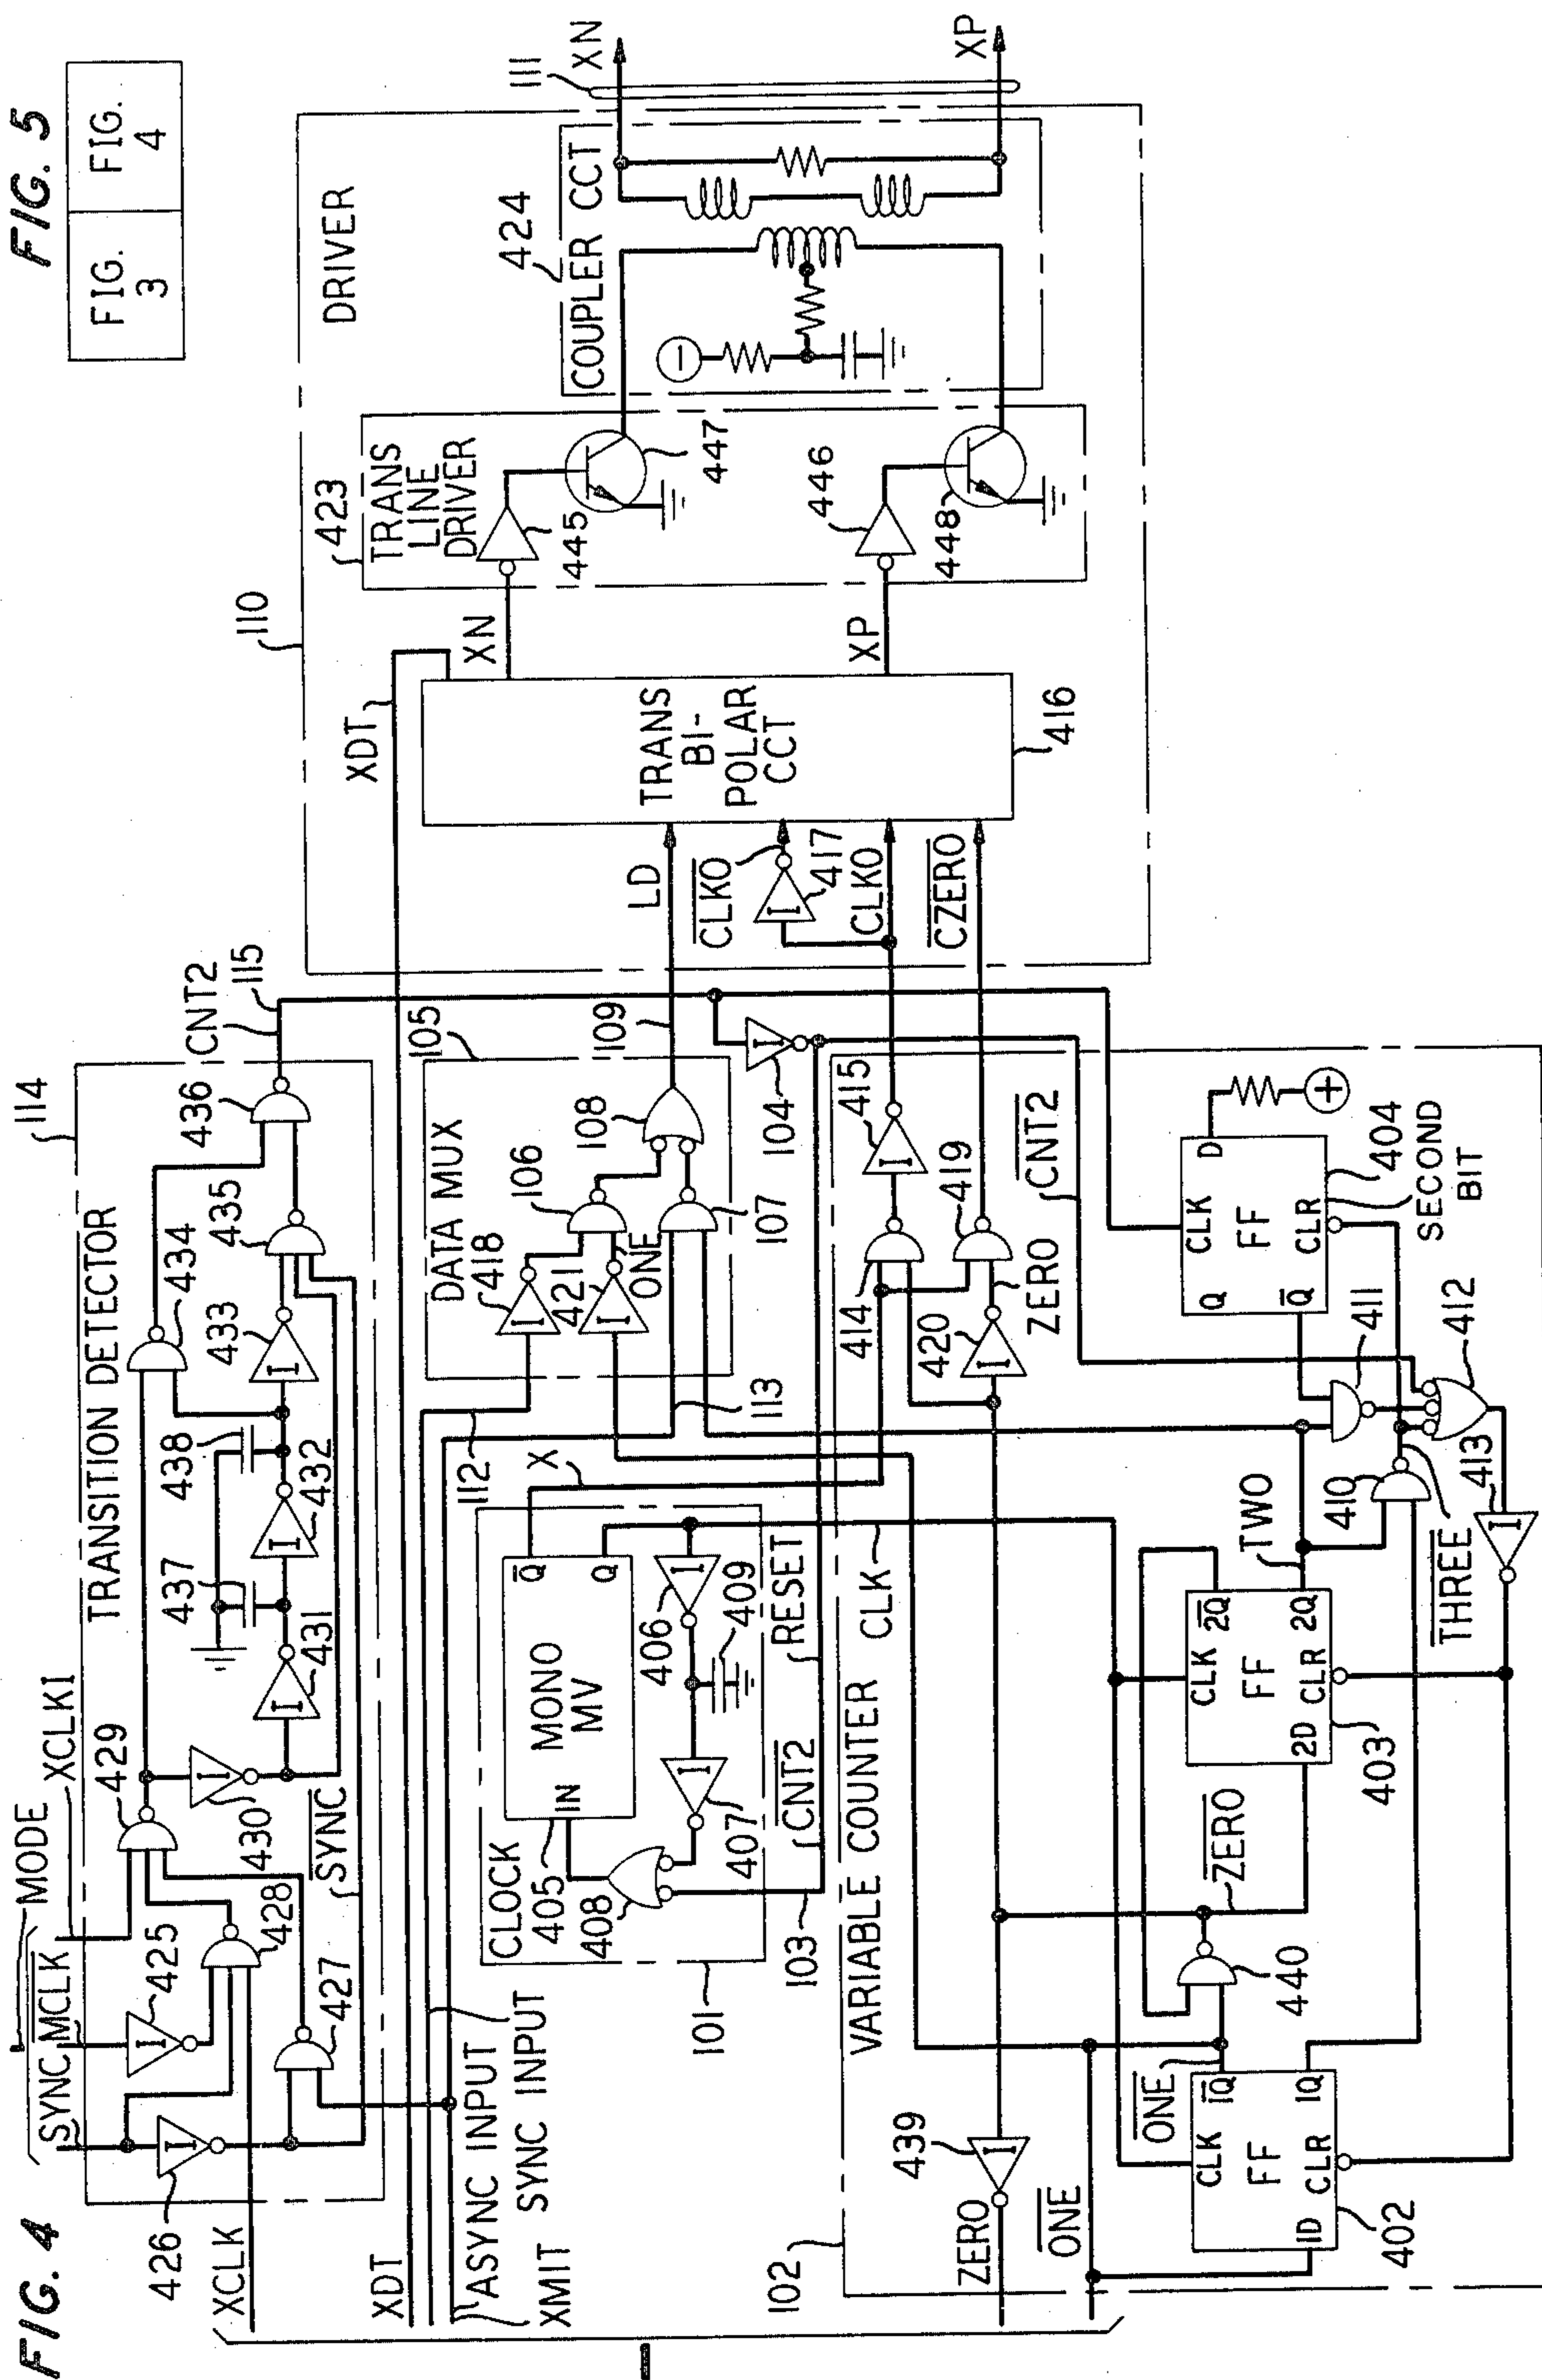 FIG. 4
FIG. 5
FIG. 3
FIG. 4
114
TRANSITION DETECTOR
MODE
SYNC
MCLK
XCLK1
425
426
427
428
429
430
431
432
433
434
435
436
437
438
SYNC
CNT2
115
XCLK
XDT
ASYNC INPUT
XMIT
SYNC INPUT
112
113
DATA MUX
105
418
421
ONE
106
107
108
109
104
LD
XDT
110
DRIVER
TRANS BI-POLAR CCT
416
XN
XP
423
TRANS LINE DRIVER
445
446
447
448
424
COUPLER CCT
111
XN
XP
CLOCK
101
405
IN
MONO MV
Q
Q
X
406
407
408
409
RESET
CNT2
103
CLK
CLKO
417
CLKO
CZERO
414
415
419
420
ZERO
CNT2
VARIABLE COUNTER
102
439
ZERO
ONE
ONE
440
ZERO
CLK
FF
1D
CLR
1Q
1Q
402
CLK
FF
2D
CLR
2Q
2Q
403
TWO
THREE
410
411
412
413
D
CLK
FF
CLR
Q
Q
404
SECOND BIT